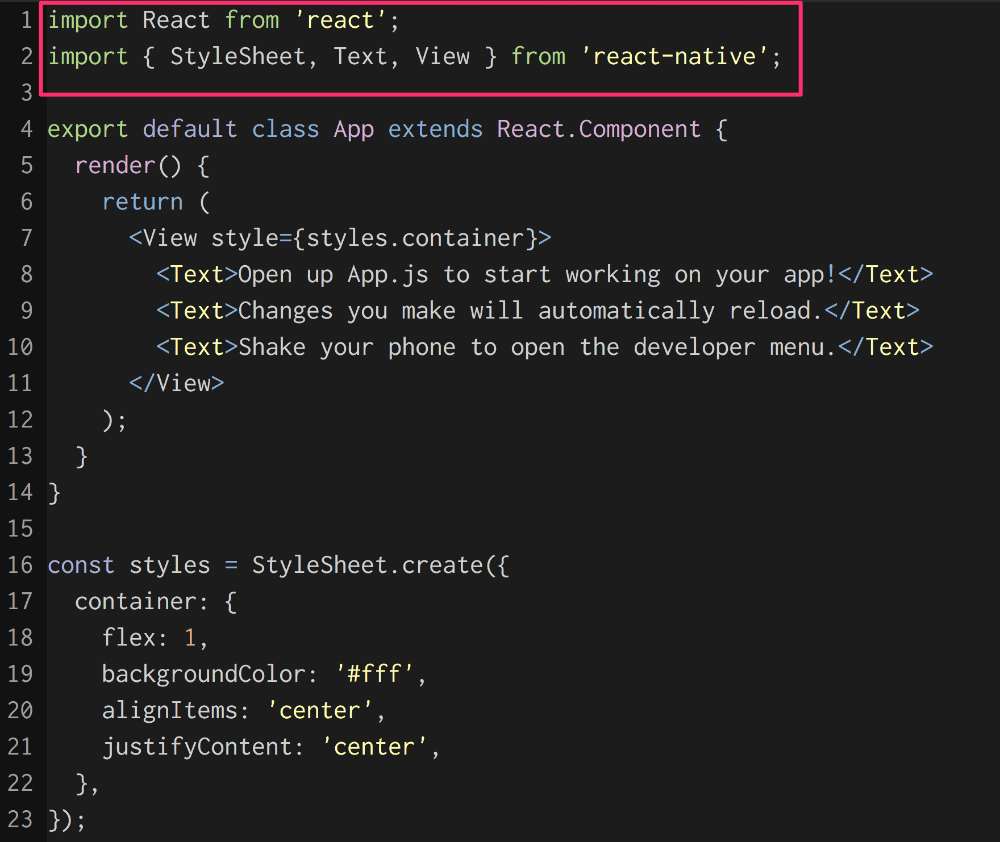 1 import React from 'react';
2 import { StyleSheet, Text, View } from 'react-native';
3
4 export default class App extends React.Component {
5   render() {
6     return (
7       <View style={styles.container}>
8         <Text>Open up App.js to start working on your app!</Text>
9         <Text>Changes you make will automatically reload.</Text>
10         <Text>Shake your phone to open the developer menu.</Text>
11       </View>
12     );
13   }
14 }
15
16 const styles = StyleSheet.create({
17   container: {
18     flex: 1,
19     backgroundColor: '#fff',
20     alignItems: 'center',
21     justifyContent: 'center',
22   },
23 });